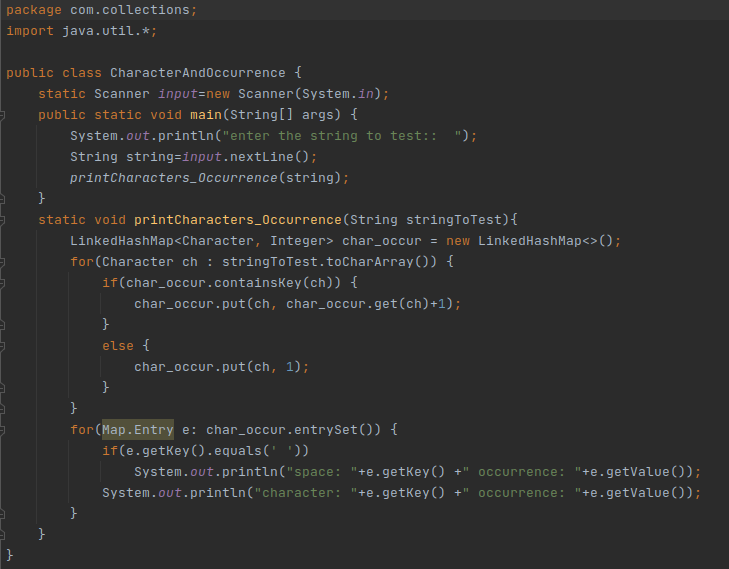 package com.collections;
import java.util.*;

public class CharacterAndOccurrence {
    static Scanner input=new Scanner(System.in);
    public static void main(String[] args) {
        System.out.println("enter the string to test::  ");
        String string=input.nextLine();
        printCharacters_Occurrence(string);
    }
    static void printCharacters_Occurrence(String stringToTest){
        LinkedHashMap<Character, Integer> char_occur = new LinkedHashMap<>();
        for(Character ch : stringToTest.toCharArray()) {
            if(char_occur.containsKey(ch)) {
                char_occur.put(ch, char_occur.get(ch)+1);
            }
            else {
                char_occur.put(ch, 1);
            }
        }
        for(Map.Entry e: char_occur.entrySet()) {
            if(e.getKey().equals(' '))
                System.out.println("space: "+e.getKey() +" occurrence: "+e.getValue());
            System.out.println("character: "+e.getKey() +" occurrence: "+e.getValue());
        }
    }
}